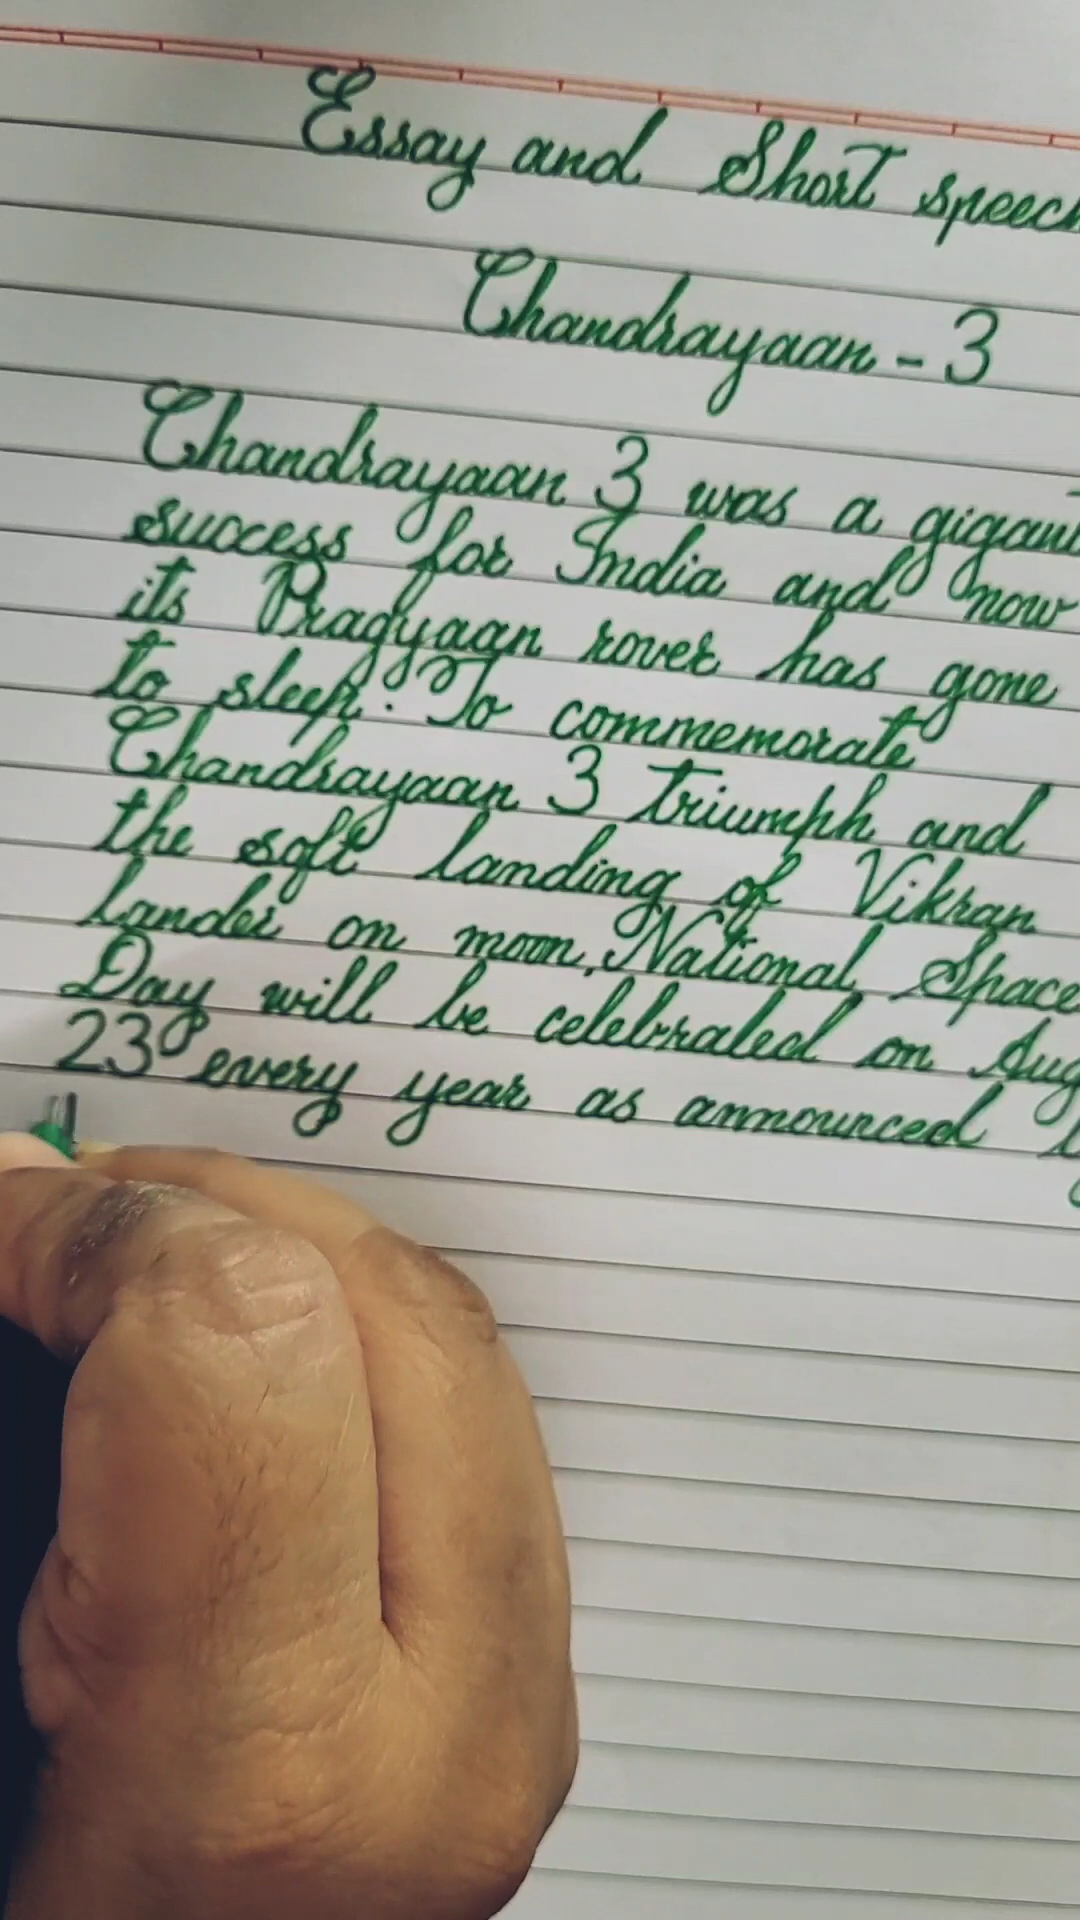 Essay and Short speech
Chandrayaan - 3
Chandrayaan 3 was a
success for India and now
its Pragyaan rover has gone
to sleep. To commemorate
Chandrayaan 3 triumph and
the soft landing of Vikran
Lander on moon, National Space
Day will be celebrated on Aug
23 every year as announced